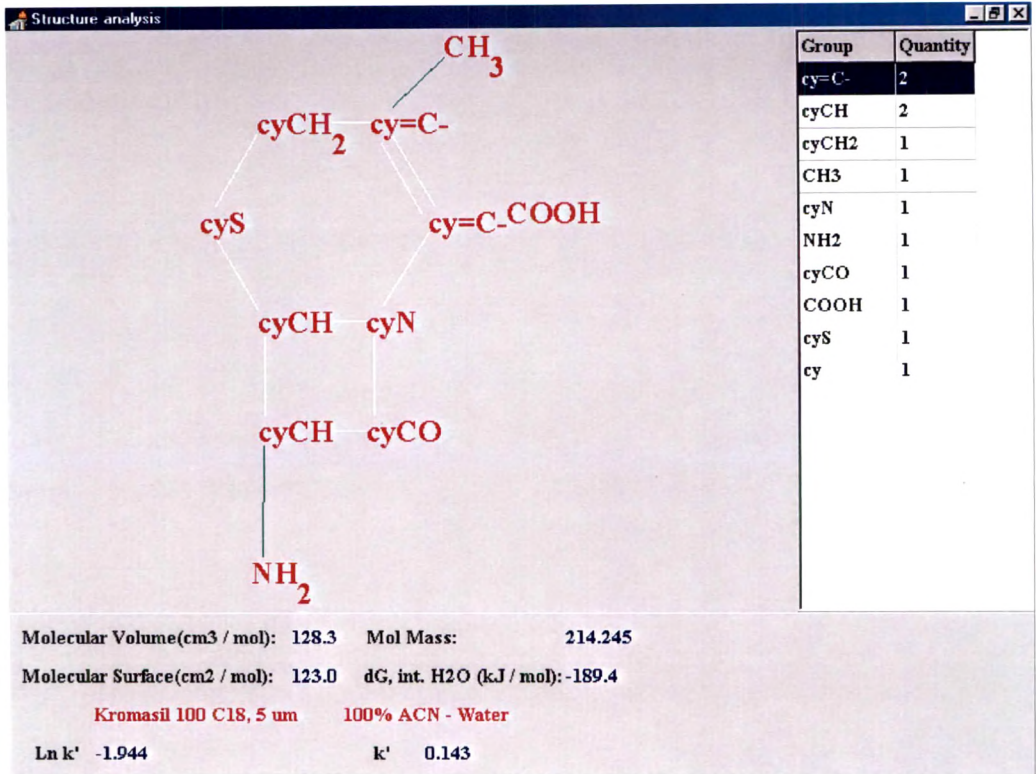 Structure analysis
CH3
cyCH2 cy=C-
cyS cy=C-COOH
cyCH cyN
cyCH cyCO
NH2
Group Quantity
cy=C- 2
cyCH 2
cyCH2 1
CH3 1
cyN 1
NH2 1
cyCO 1
COOH 1
cyS 1
cy 1
Molecular Volume(cm3 / mol): 128.3 Mol Mass: 214.245
Molecular Surface(cm2 / mol): 123.0 dG, int. H2O (kJ / mol): -189.4
Kromasil 100 C18, 5 um 100% ACN - Water
Ln k' -1.944 k' 0.143